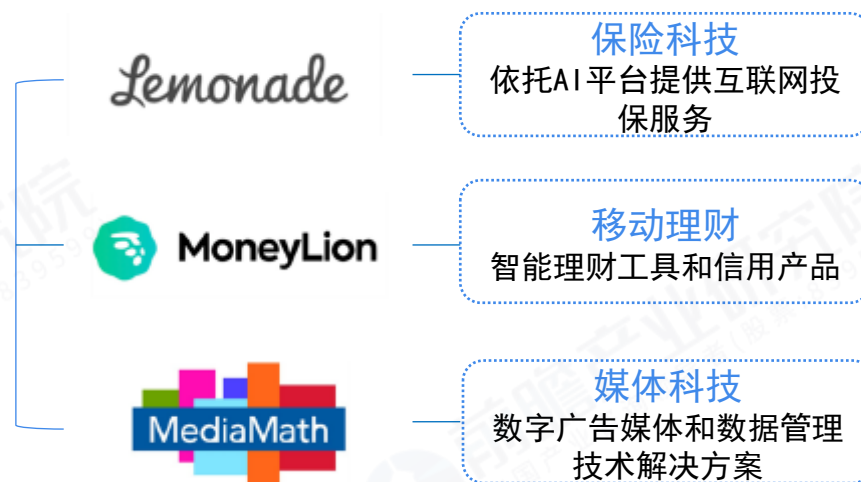 Lemonade
保险科技
依托AI平台提供互联网投
保服务
MoneyLion
移动理财
智能理财工具和信用产品
MediaMath
媒体科技
数字广告媒体和数据管理
技术解决方案